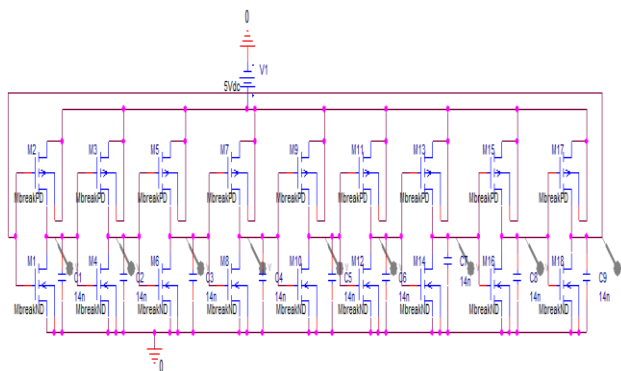 0
V1
5Vdc
M2 M3 M5 M7 M9 M11 M13 M15 M17
MbreakPD MbreakPD MbreakPD MbreakPD MbreakPD MbreakPD MbreakPD MbreakPD MbreakPD
M1 M4 M6 M8 M10 M12 M14 M16 M18
C1 C2 C3 C4 C5 C6 C7 C8 C9
14n 14n 14n 14n 14n 14n 14n 14n 14n
MbreakND MbreakND MbreakND MbreakND MbreakND MbreakND MbreakND MbreakND MbreakND
0